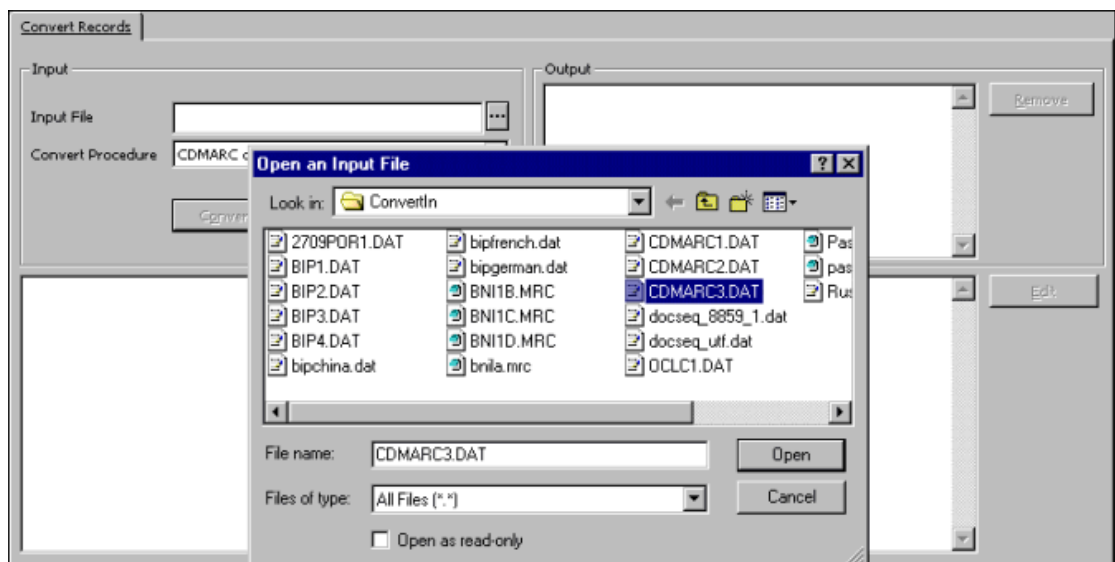 Convert Records
Input
Output
Input File
...
Remove
Convert Procedure
CDMARC
Open an Input File
Look in:
ConvertIn
2709POR1.DAT
BIP1.DAT
BIP2.DAT
BIP3.DAT
BIP4.DAT
bipchina.dat
bipfrench.dat
bipgerman.dat
BNI1B.MRC
BNI1C.MRC
BNI1D.MRC
bnila.mrc
CDMARC1.DAT
CDMARC2.DAT
CDMARC3.DAT
docseq_8859_1.dat
docseq_utf.dat
OCLC1.DAT
Pas
pas
Rus
Edit
File name:
CDMARC3.DAT
Open
Files of type:
All Files (*.*)
Cancel
Open as read-only